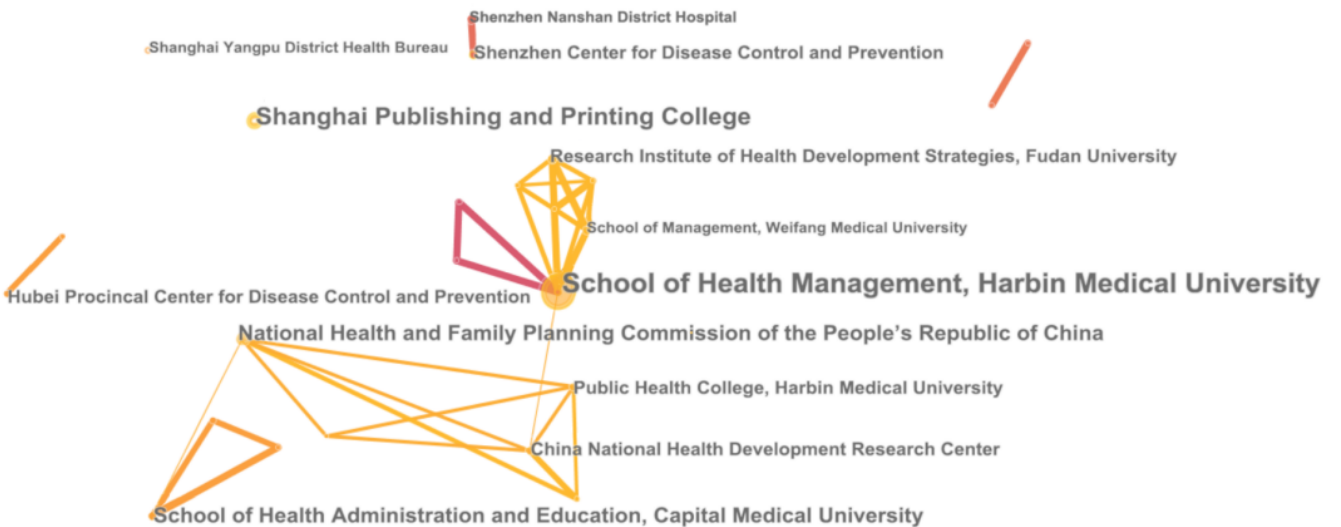 Shenzhen Nanshan District Hospital
Shanghai Yangpu District Health Bureau
Shenzhen Center for Disease Control and Prevention
Shanghai Publishing and Printing College
Research Institute of Health Development Strategies, Fudan University
School of Management, Weifang Medical University
School of Health Management, Harbin Medical University
Hubei Procincal Center for Disease Control and Prevention
National Health and Family Planning Commission of the People's Republic of China
Public Health College, Harbin Medical University
China National Health Development Research Center
School of Health Administration and Education, Capital Medical University